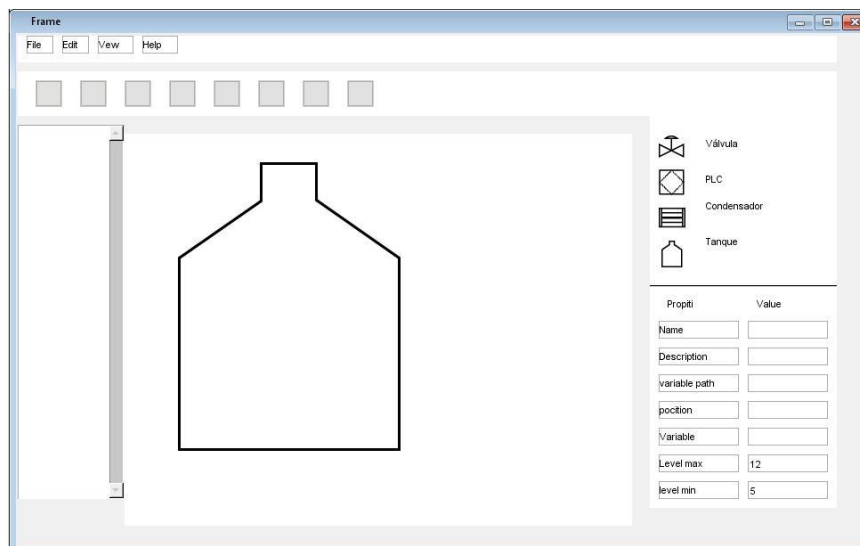 Frame
File Edit Vew Help
Válvula
PLC
Condensador
Tanque
Propiti Value
Name
Description
variable path
pocition
Variable
Level max 12
level min 5